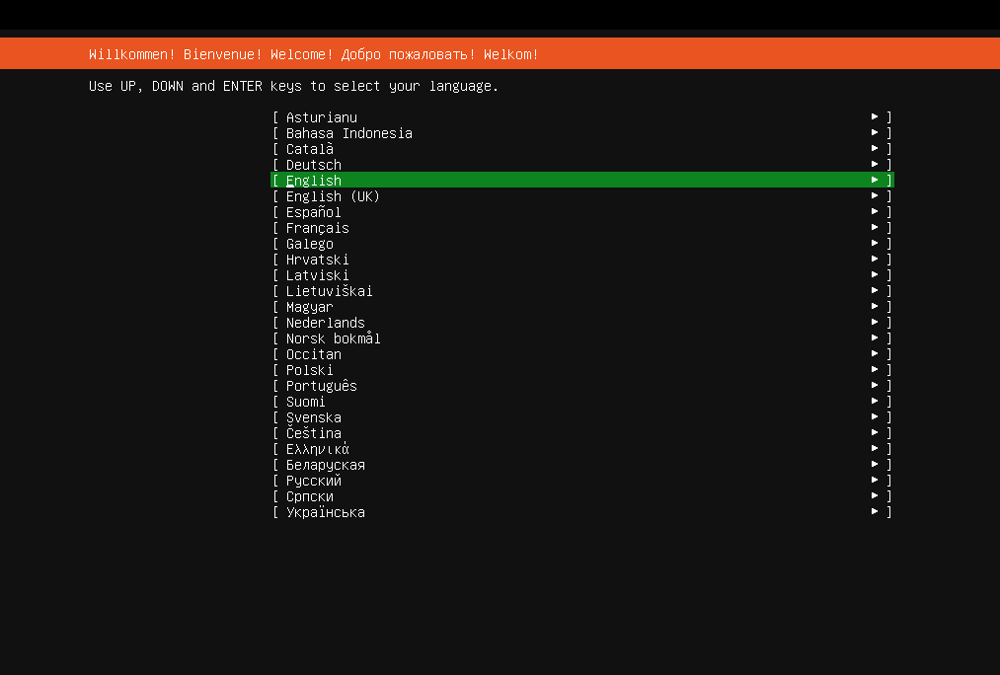 Willkommen! Bienvenue! Welcome! Добро пожаловать! Welkom!
Use UP, DOWN and ENTER keys to select your language.
[ Asturianu ► ]
[ Bahasa Indonesia ► ]
[ Català ► ]
[ Deutsch ► ]
[ English ► ]
[ English (UK) ► ]
[ Español ► ]
[ Français ► ]
[ Galego ► ]
[ Hrvatski ► ]
[ Latviski ► ]
[ Lietuviškai ► ]
[ Magyar ► ]
[ Nederlands ► ]
[ Norsk bokmål ► ]
[ Occitan ► ]
[ Polski ► ]
[ Português ► ]
[ Suomi ► ]
[ Svenska ► ]
[ Čeština ► ]
[ Ελληνικά ► ]
[ Беларуская ► ]
[ Русский ► ]
[ Српски ► ]
[ Українська ► ]